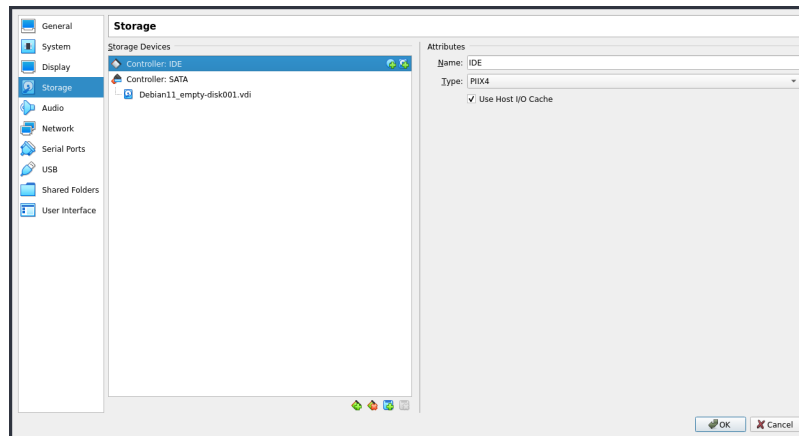 General
System
Display
Storage
Audio
Network
Serial Ports
USB
Shared Folders
User Interface
Storage
Storage Devices
Controller: IDE
Controller: SATA
Debian11_empty-disk001.vdi
Attributes
Name: IDE
Type: PIIX4
Use Host I/O Cache
OK
Cancel